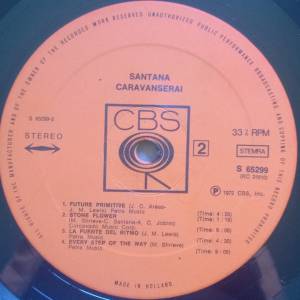 ALL RIGHTS OF THE MANUFACTURER AND OF THE OWNER OF THE RECORDED WORK RESERVED UNAUTHORIZED PUBLIC PERFORMANCE BROADCASTING AND COPYING OF THIS RECORD PROHIBITED
SANTANA
CARAVANSERAI
CBS
S 65299-2
STEREO
2
33⅓ RPM
STEMRA
S 65299
℗ 1972 CBS, Inc.
1. FUTURE PRIMITIVE (J. C. Areas-
J. M. Lewis) Petra Music
2. STONE FLOWER
(M. Shrieve-C. Santana-A. C. Jobim)
3. LA FUENTE DEL RITMO (J. M. Lewis)
Petra Music
4. EVERY STEP OF THE WAY (M. Shrieve)
Petra Music
MADE IN HOLLAND